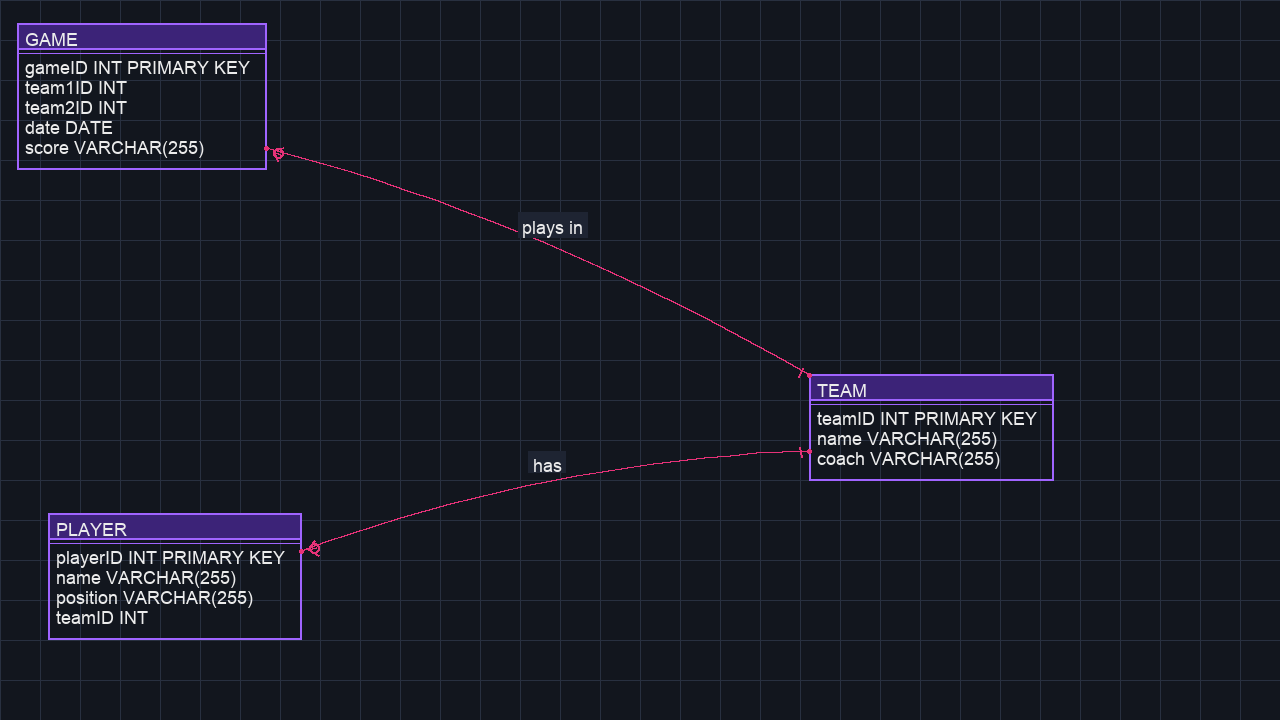 GAME
gameID INT PRIMARY KEY
team1ID INT
team2ID INT
date DATE
score VARCHAR(255)
plays in
TEAM
teamID INT PRIMARY KEY
name VARCHAR(255)
coach VARCHAR(255)
has
PLAYER
playerID INT PRIMARY KEY
name VARCHAR(255)
position VARCHAR(255)
teamID INT